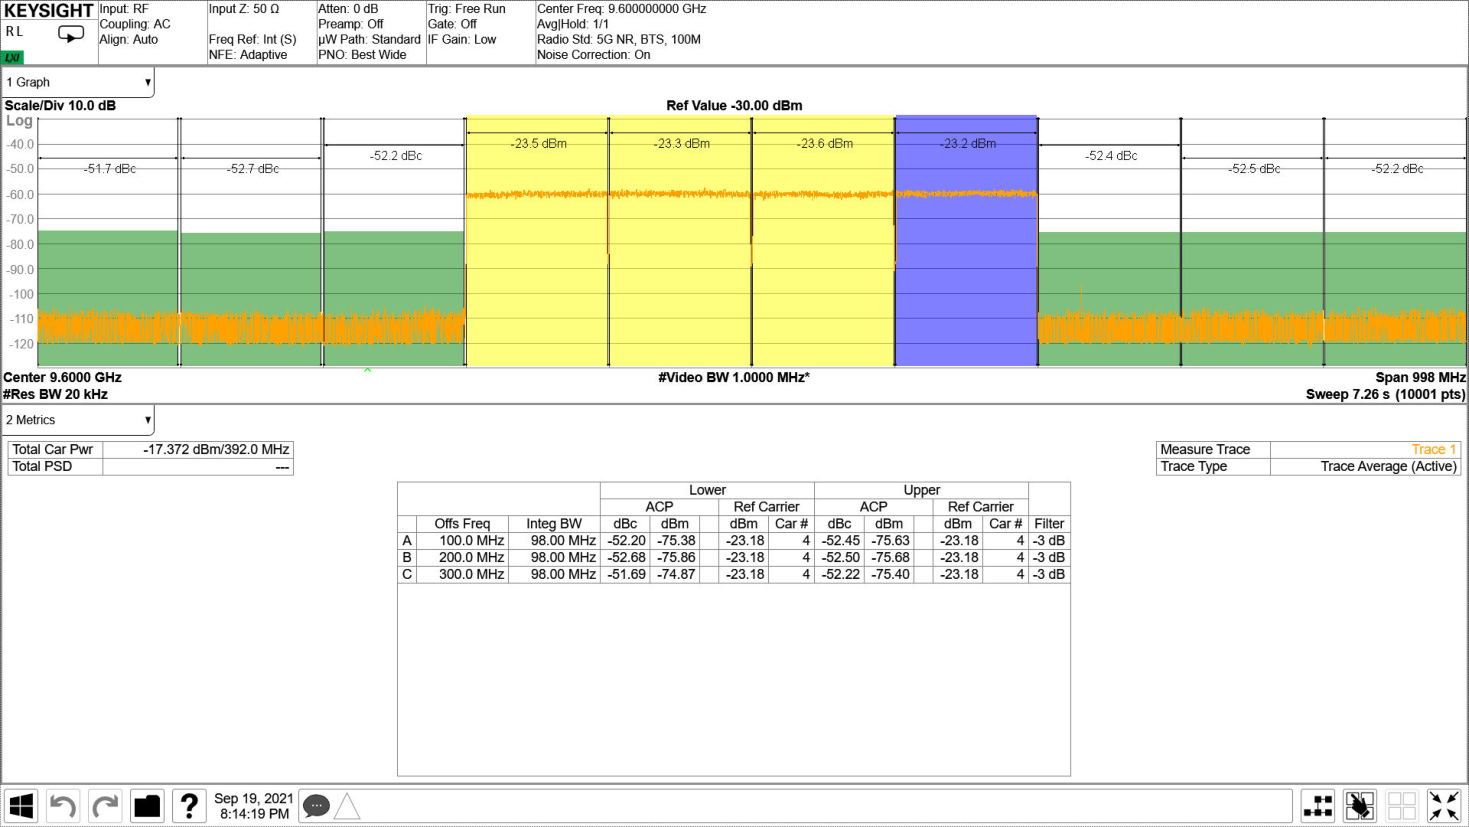 KEYSIGHT
R L
LXI
Input: RF
Coupling: AC
Align: Auto
Input Z: 50 Ω
Freq Ref: Int (S)
NFE: Adaptive
Atten: 0 dB
Preamp: Off
µW Path: Standard
PNO: Best Wide
Trig: Free Run
Gate: Off
IF Gain: Low
Center Freq: 9.600000000 GHz
Avg|Hold: 1/1
Radio Std: 5G NR, BTS, 100M
Noise Correction: On
1 Graph
Scale/Div 10.0 dB
Ref Value -30.00 dBm
Log
-40.0
-50.0
-60.0
-70.0
-80.0
-90.0
-100
-110
-120
-51.7 dBc
-52.7 dBc
-52.2 dBc
-23.5 dBm
-23.3 dBm
-23.6 dBm
-23.2 dBm
-52.4 dBc
-52.5 dBc
-52.2 dBc
Center 9.6000 GHz
#Video BW 1.0000 MHz*
Span 998 MHz
#Res BW 20 kHz
Sweep 7.26 s (10001 pts)
2 Metrics
Total Car Pwr -17.372 dBm/392.0 MHz
Total PSD ---
Measure Trace Trace 1
Trace Type Trace Average (Active)
Lower Upper
ACP Ref Carrier ACP Ref Carrier
Offs Freq Integ BW dBc dBm dBm Car # dBc dBm dBm Car # Filter
A 100.0 MHz 98.00 MHz -52.20 -75.38 -23.18 4 -52.45 -75.63 -23.18 4 -3 dB
B 200.0 MHz 98.00 MHz -52.68 -75.86 -23.18 4 -52.50 -75.68 -23.18 4 -3 dB
C 300.0 MHz 98.00 MHz -51.69 -74.87 -23.18 4 -52.22 -75.40 -23.18 4 -3 dB
?
Sep 19, 2021
8:14:19 PM